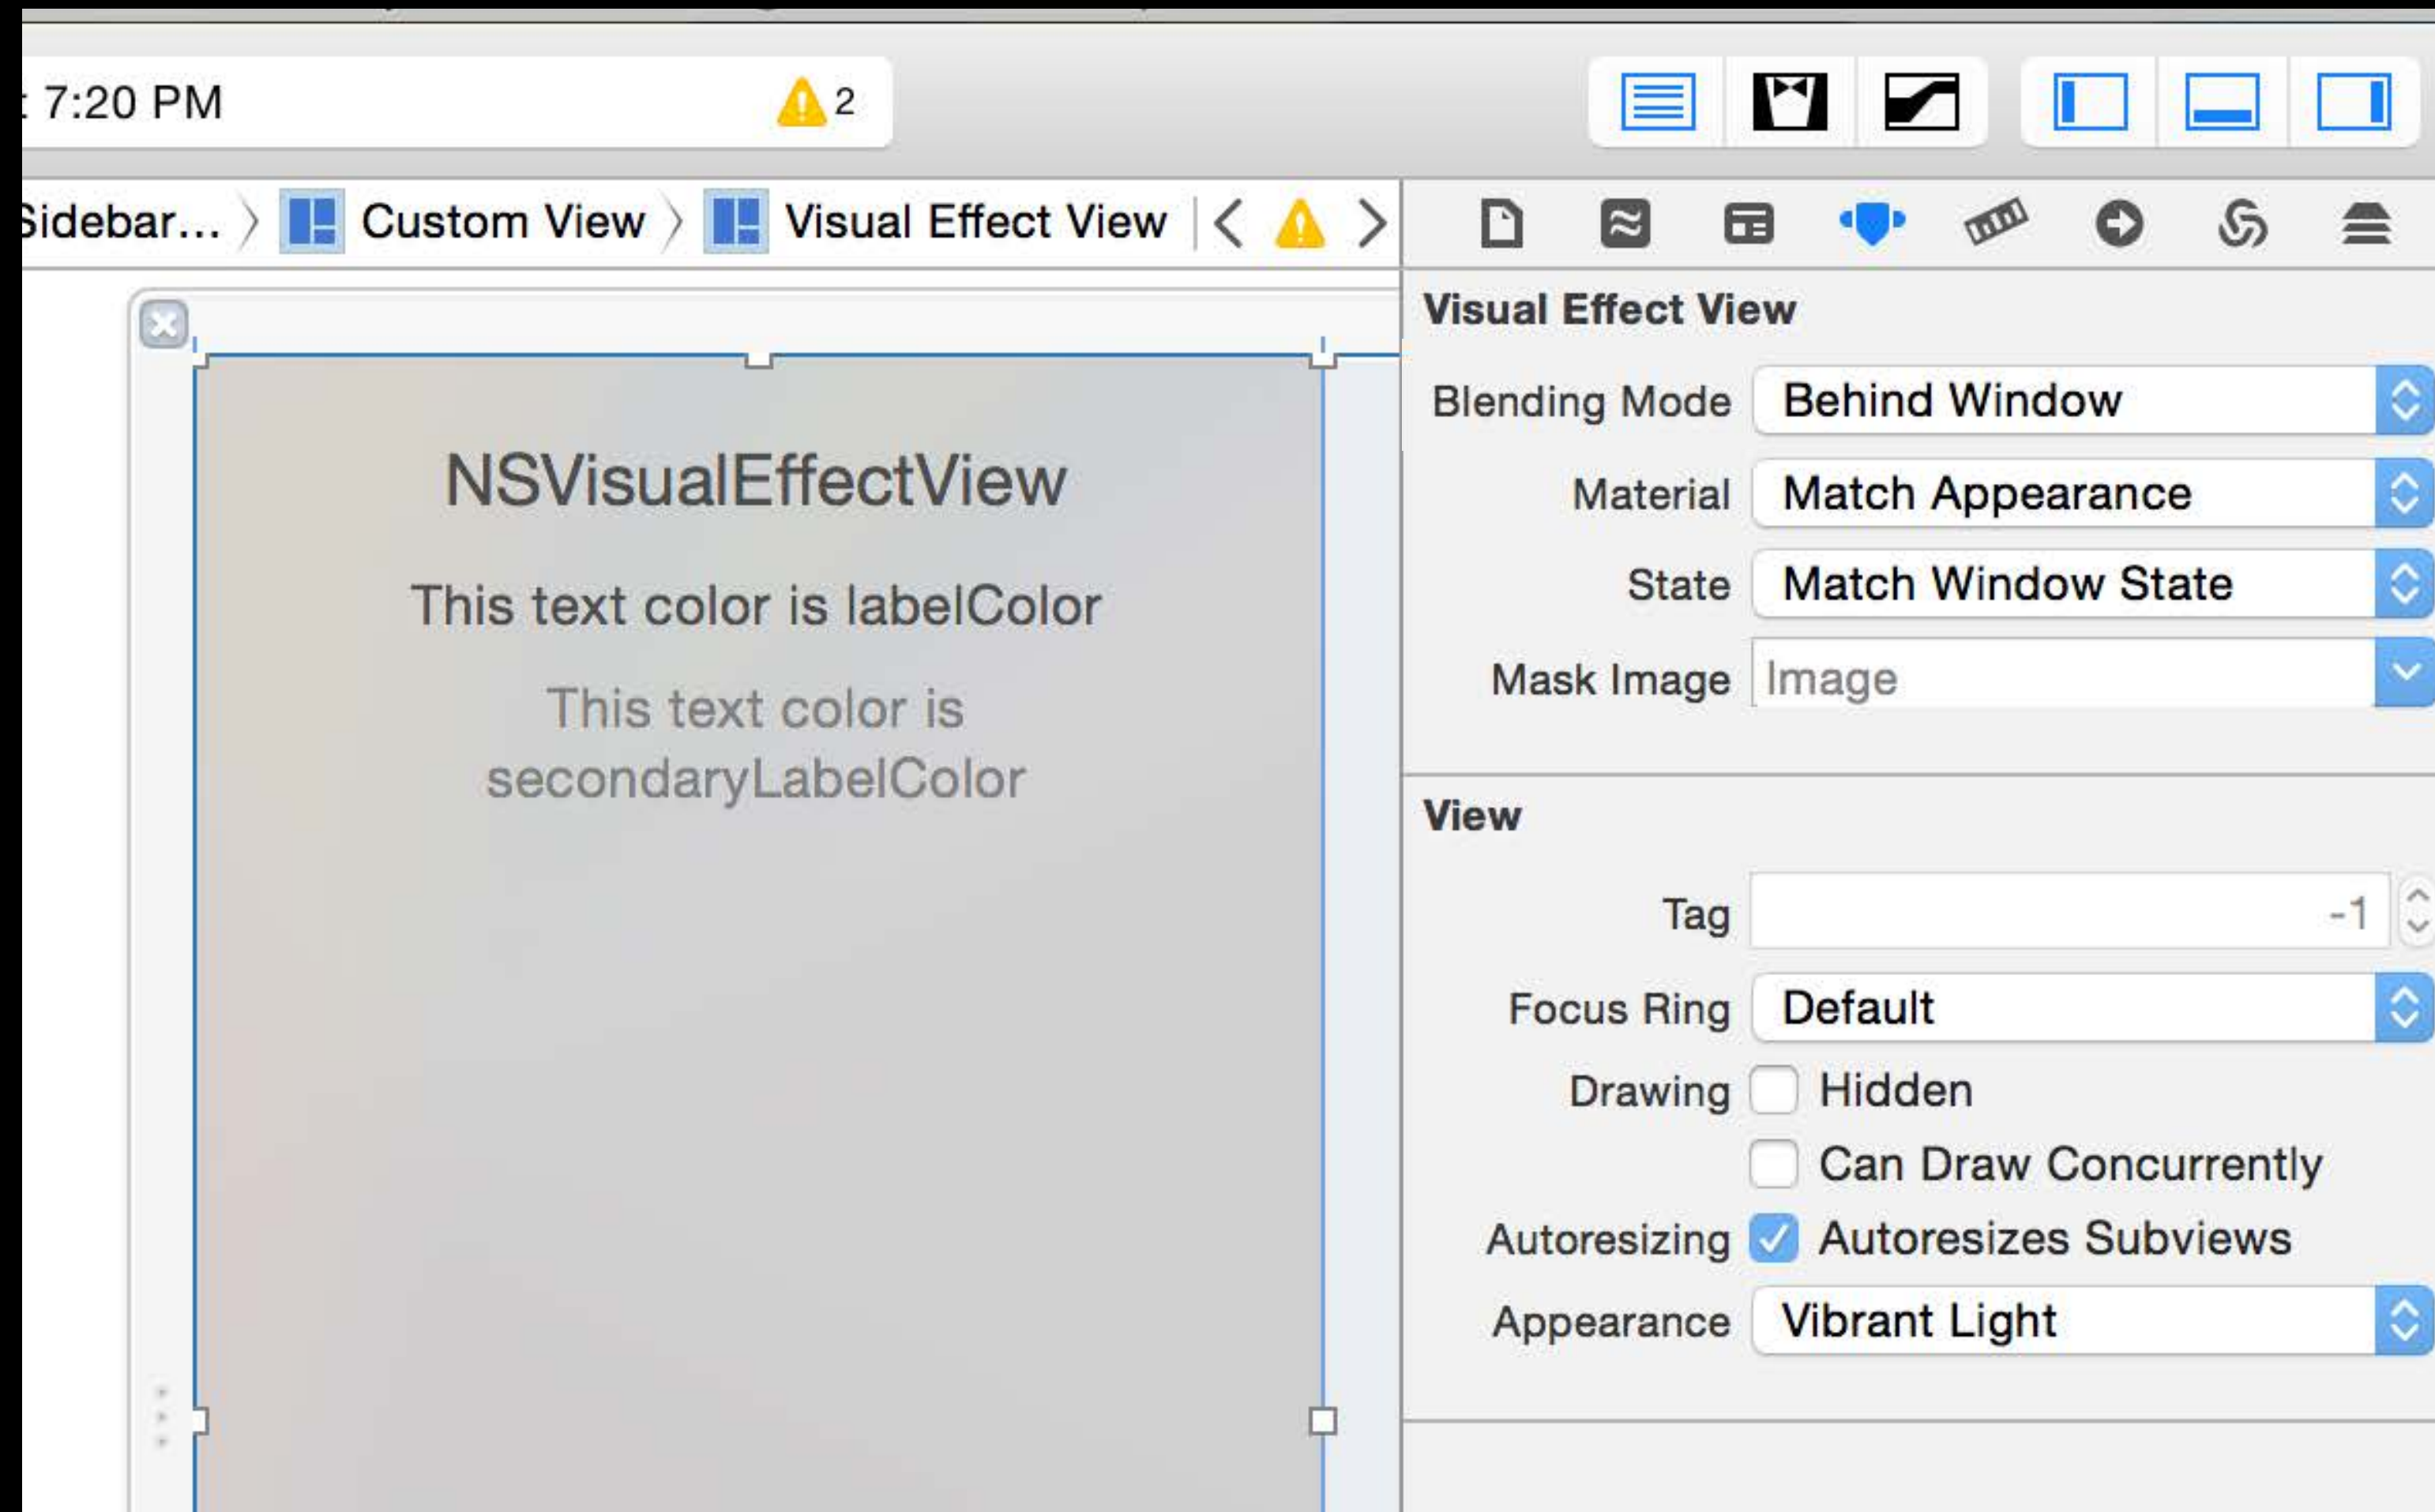 : 7:20 PM
2
Sidebar...
Custom View
Visual Effect View
NSVisualEffectView
This text color is labelColor
This text color is
secondaryLabelColor
Visual Effect View
Blending Mode Behind Window
Material Match Appearance
State Match Window State
Mask Image Image
View
Tag -1
Focus Ring Default
Drawing Hidden
Can Draw Concurrently
Autoresizing Autoresizes Subviews
Appearance Vibrant Light